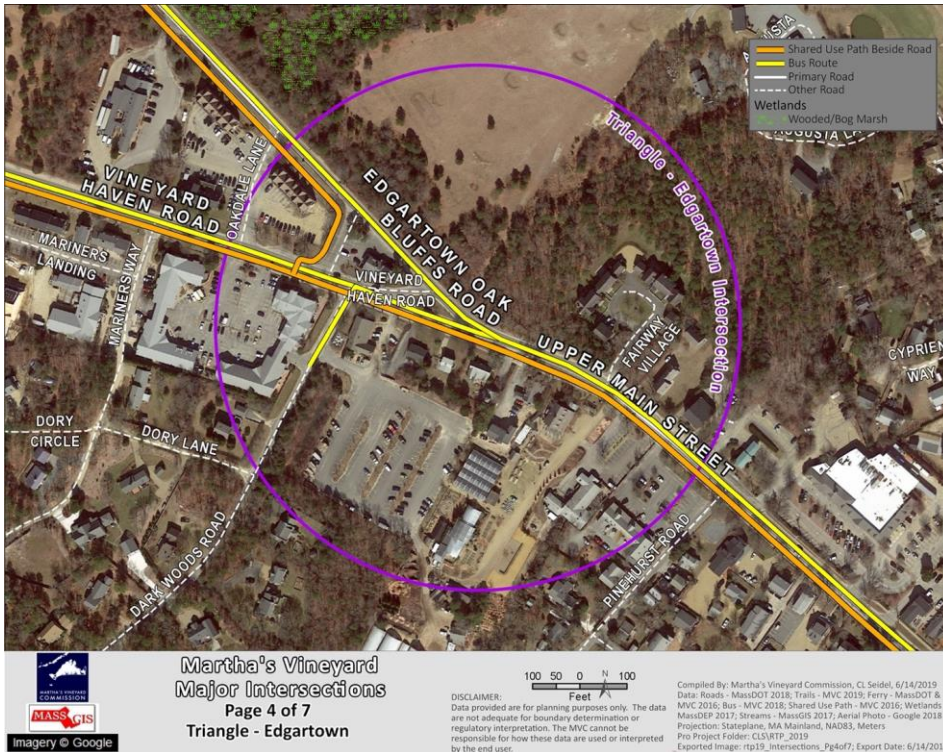 Shared Use Path Beside Road
Bus Route
Primary Road
Other Road
Wetlands
Wooded/Bog Marsh
AUGUSTA LA
Triangle - Edgartown Intersection
OAKDALE LANE
VINEYARD
HAVEN ROAD
EDGARTOWN OAK
BLUFFS ROAD
MARINERS
LANDING
MARINERS WAY
VINEYARD
HAVEN ROAD
UPPER MAIN STREET
FAIRWAY
VILLAGE
CYPRIEN
WAY
DORY
CIRCLE
DORY LANE
DARK WOODS ROAD
PINEHURST ROAD
MARTHA'S VINEYARD
COMMISSION
MASS GIS
Imagery © Google
Martha's Vineyard
Major Intersections
Page 4 of 7
Triangle - Edgartown
100 50 0 100
Feet
N
DISCLAIMER:
Data provided are for planning purposes only. The data
are not adequate for boundary determination or
regulatory interpretation. The MVC cannot be
responsible for how these data are used or interpreted
by the end user.
Compiled By: Martha's Vineyard Commission, CL Seidel, 6/14/2019
Data: Roads - MassDOT 2018; Trails - MVC 2019; Ferry - MassDOT &
MVC 2016; Bus - MVC 2018; Shared Use Path - MVC 2016; Wetlands
MassDEP 2017; Streams - MassGIS 2017; Aerial Photo - Google 2018
Projection: Stateplane, MA Mainland, NAD83, Meters
Pro Project Folder: CLS\RTP_2019
Exported Image: rtp19_Intersections_Pg4of7; Export Date: 6/14/201